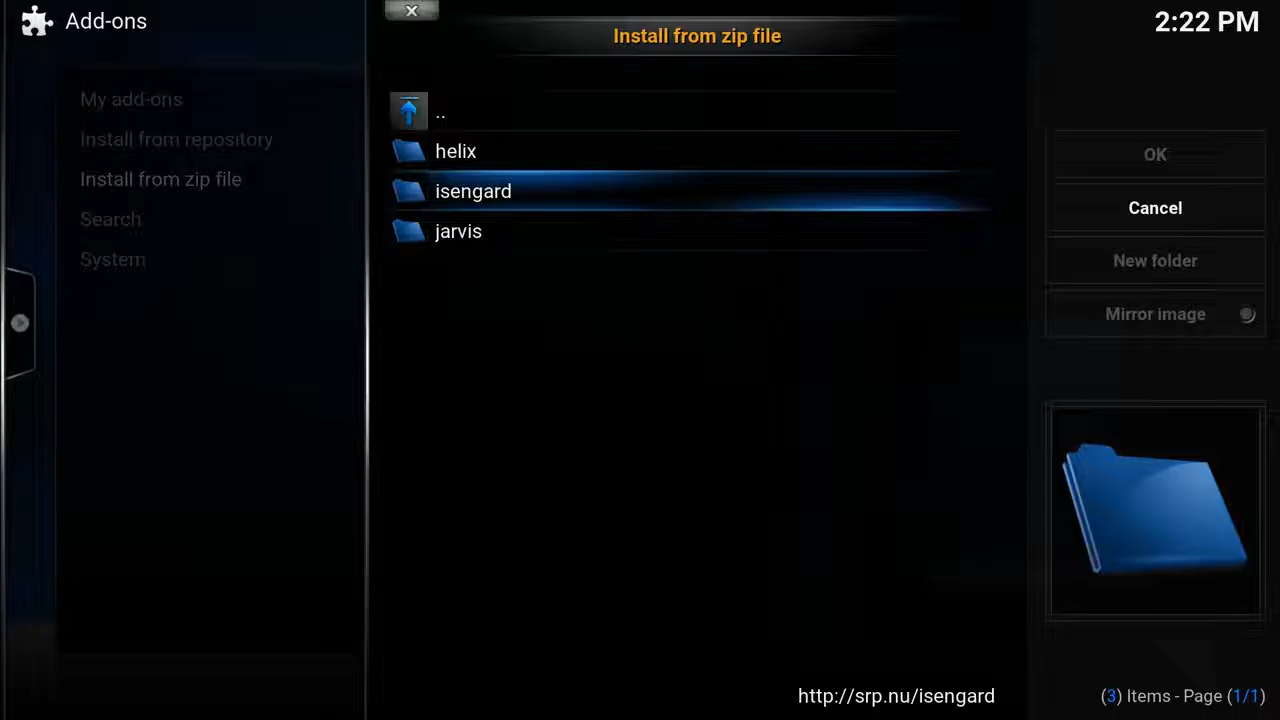 Add-ons
My add-ons
Install from repository
Install from zip file
Search
System
Install from zip file
..
helix
isengard
jarvis
http://srp.nu/isengard
2:22 PM
OK
Cancel
New folder
Mirror image
(3) Items - Page (1/1)